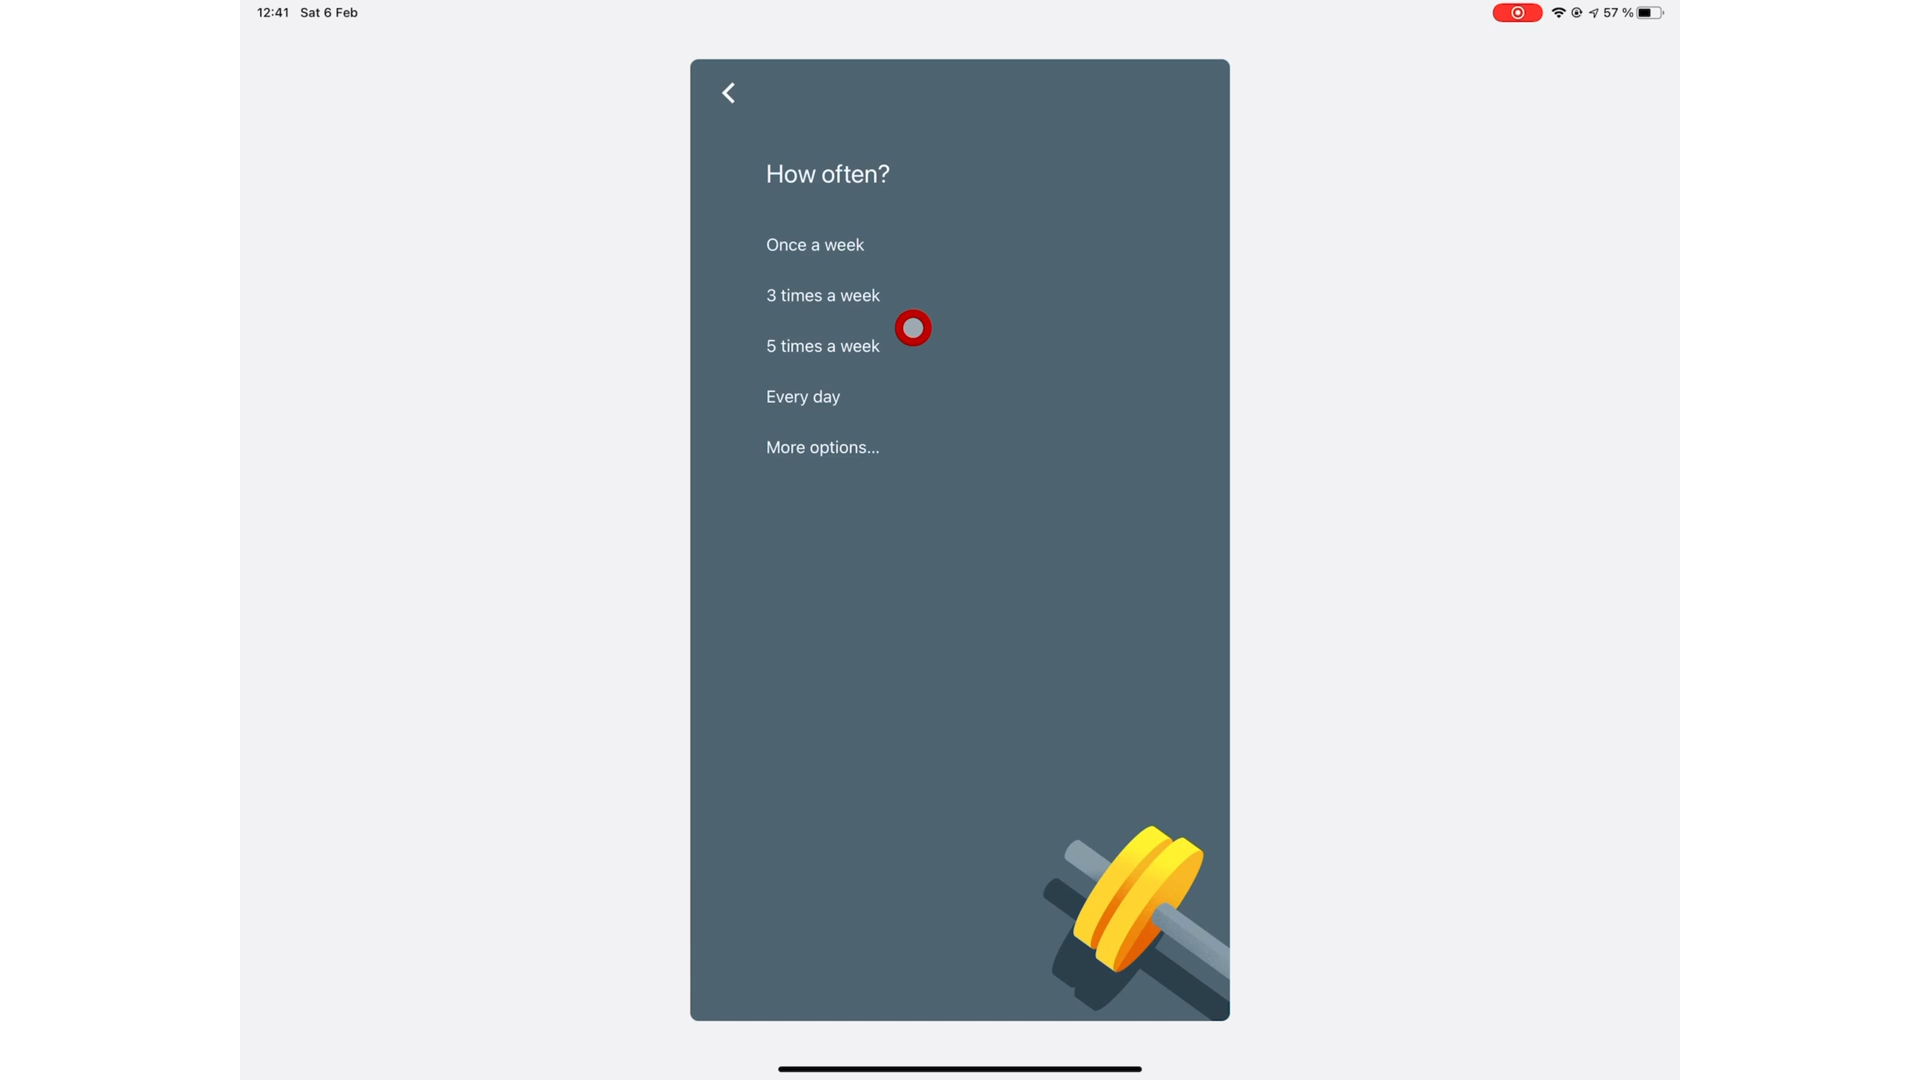 12:41 Sat 6 Feb 57 %
How often?
Once a week
3 times a week
5 times a week
Every day
More options...